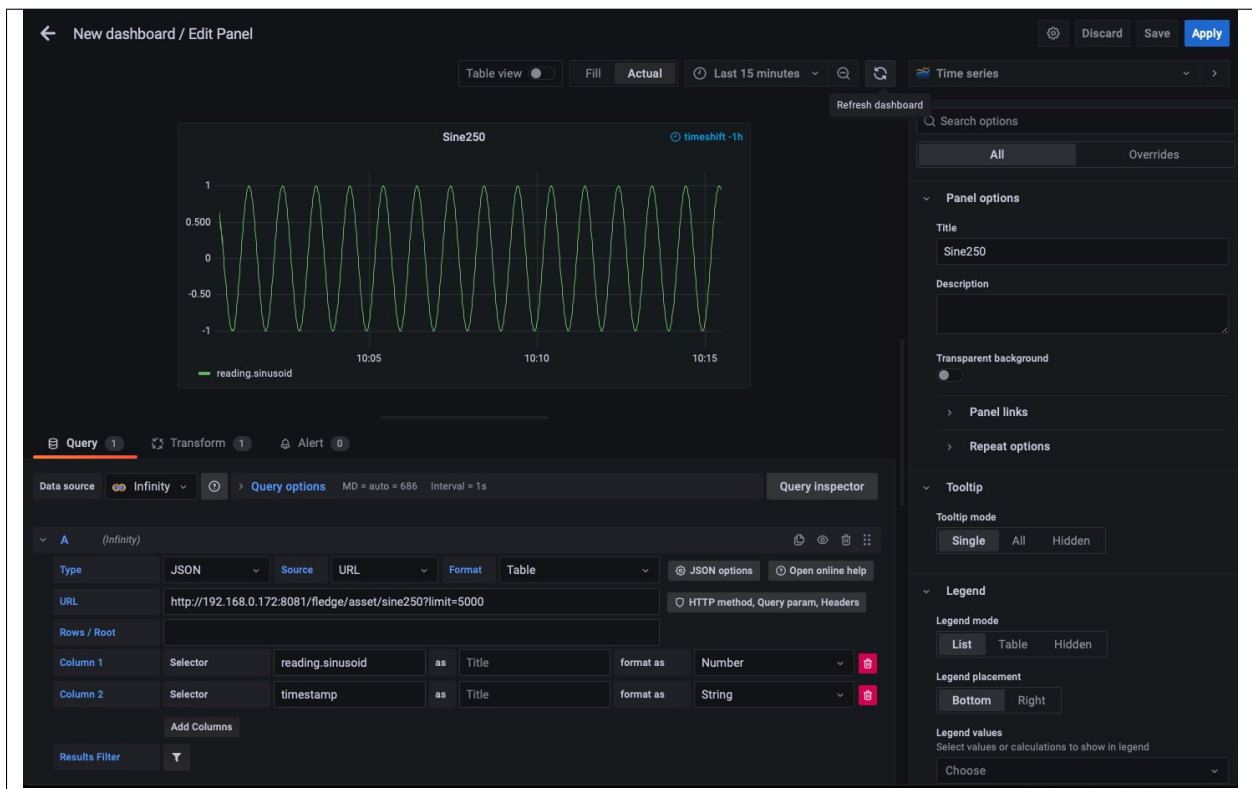 New dashboard / Edit Panel
Discard Save Apply
Table view Fill Actual Last 15 minutes Time series
Refresh dashboard
Search options
All Overrides
Sine250 timeshift -1h
1
0.500
0
-0.50
-1
10:05 10:10 10:15
reading.sinusoid
Panel options
Title
Sine250
Description
Transparent background
Panel links
Repeat options
Tooltip
Tooltip mode
Single All Hidden
Legend
Legend mode
List Table Hidden
Legend placement
Bottom Right
Legend values
Select values or calculations to show in legend
Choose
Query 1 Transform 1 Alert 0
Data source Infinity Query options MD = auto = 686 Interval = 1s Query inspector
A (Infinity)
Type JSON Source URL Format Table JSON options Open online help
URL http://192.168.0.172:8081/fledge/asset/sine250?limit=5000 HTTP method, Query param, Headers
Rows / Root
Column 1 Selector reading.sinusoid as Title format as Number
Column 2 Selector timestamp as Title format as String
Add Columns
Results Filter